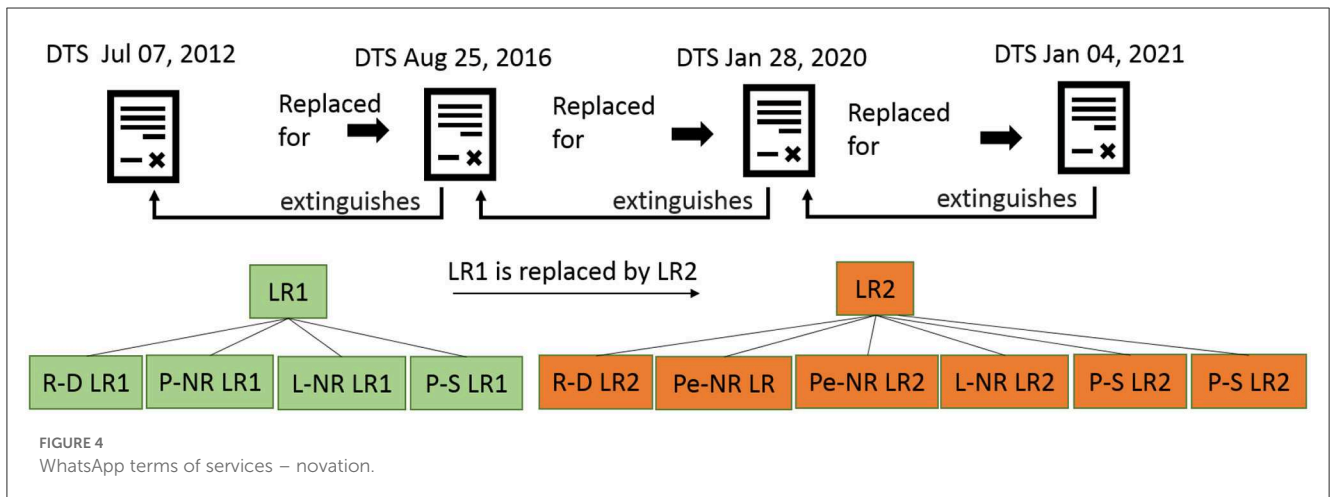 DTS Jul 07, 2012
DTS Aug 25, 2016
DTS Jan 28, 2020
DTS Jan 04, 2021
Replaced
for
Replaced
for
Replaced
for
extinguishes
extinguishes
extinguishes
LR1 is replaced by LR2
LR1
LR2
R-D LR1
P-NR LR1
L-NR LR1
P-S LR1
R-D LR2
Pe-NR LR
Pe-NR LR2
L-NR LR2
P-S LR2
P-S LR2
FIGURE 4
WhatsApp terms of services – novation.